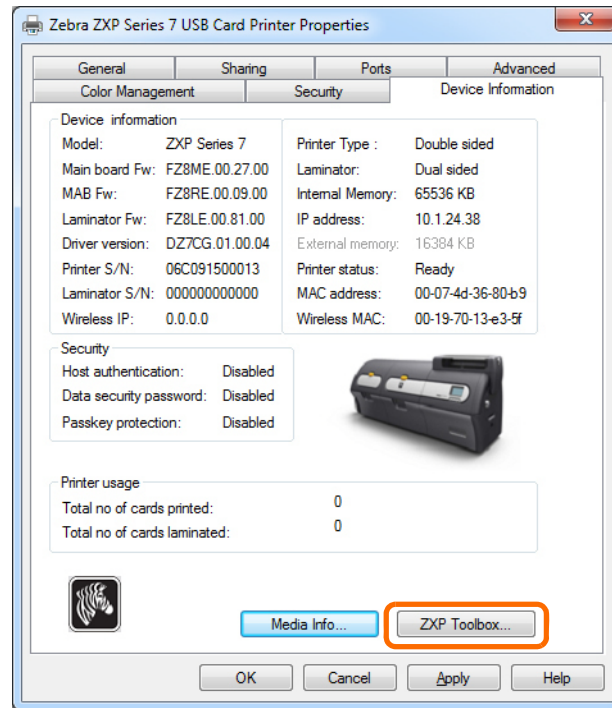 Zebra ZXP Series 7 USB Card Printer Properties
General Sharing Ports Advanced
Color Management Security Device Information
Device information
Model: ZXP Series 7
Main board Fw: FZ8ME.00.27.00
MAB Fw: FZ8RE.00.09.00
Laminator Fw: FZ8LE.00.81.00
Driver version: DZ7CG.01.00.04
Printer S/N: 06C091500013
Laminator S/N: 000000000000
Wireless IP: 0.0.0.0
Printer Type : Double sided
Laminator: Dual sided
Internal Memory: 65536 KB
IP address: 10.1.24.38
External memory: 16384 KB
Printer status: Ready
MAC address: 00-07-4d-36-80-b9
Wireless MAC: 00-19-70-13-e3-5f
Security
Host authentication: Disabled
Data security password: Disabled
Passkey protection: Disabled
Printer usage
Total no of cards printed: 0
Total no of cards laminated: 0
Media Info... ZXP Toolbox...
OK Cancel Apply Help